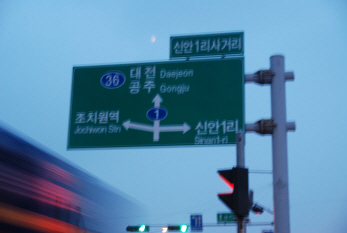 신안1리사거리
36 대전 Daejeon
공주 Gongju
1
조치원역
Jochiwon Stn
신안1리
Sinan1-ri